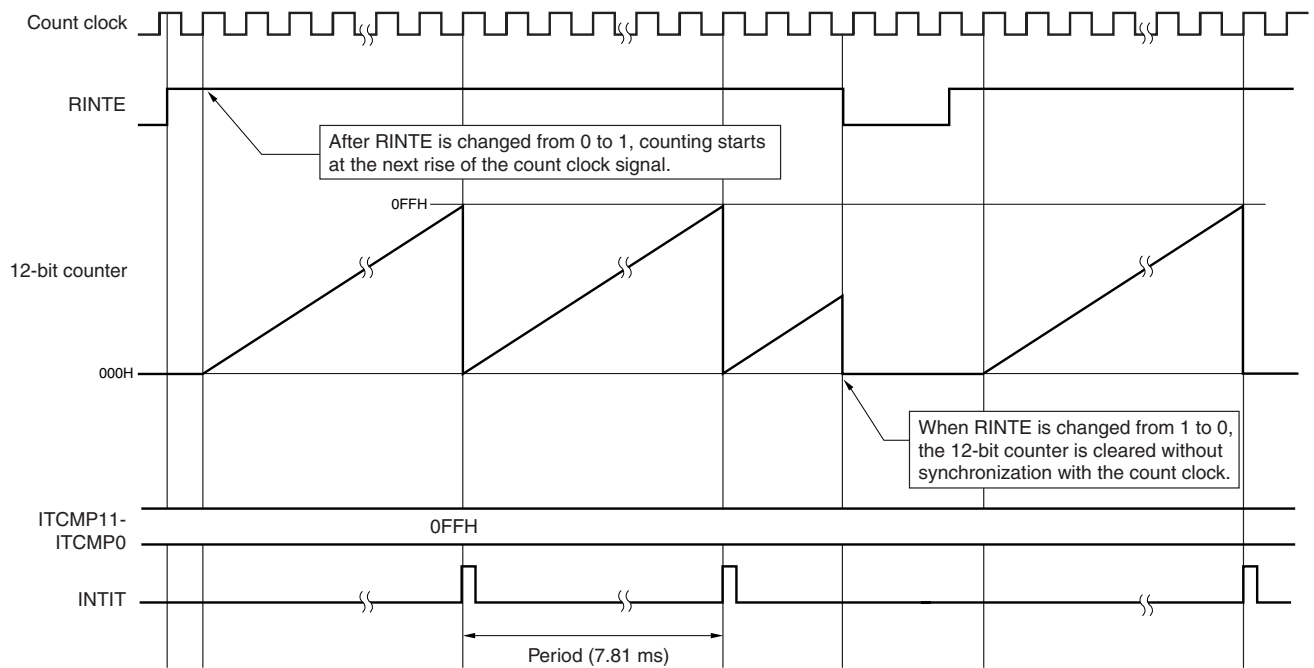 Count clock
RINTE
After RINTE is changed from 0 to 1, counting starts
at the next rise of the count clock signal.
0FFH
12-bit counter
000H
When RINTE is changed from 1 to 0,
the 12-bit counter is cleared without
synchronization with the count clock.
ITCMP11-
ITCMP0
0FFH
INTIT
Period (7.81 ms)